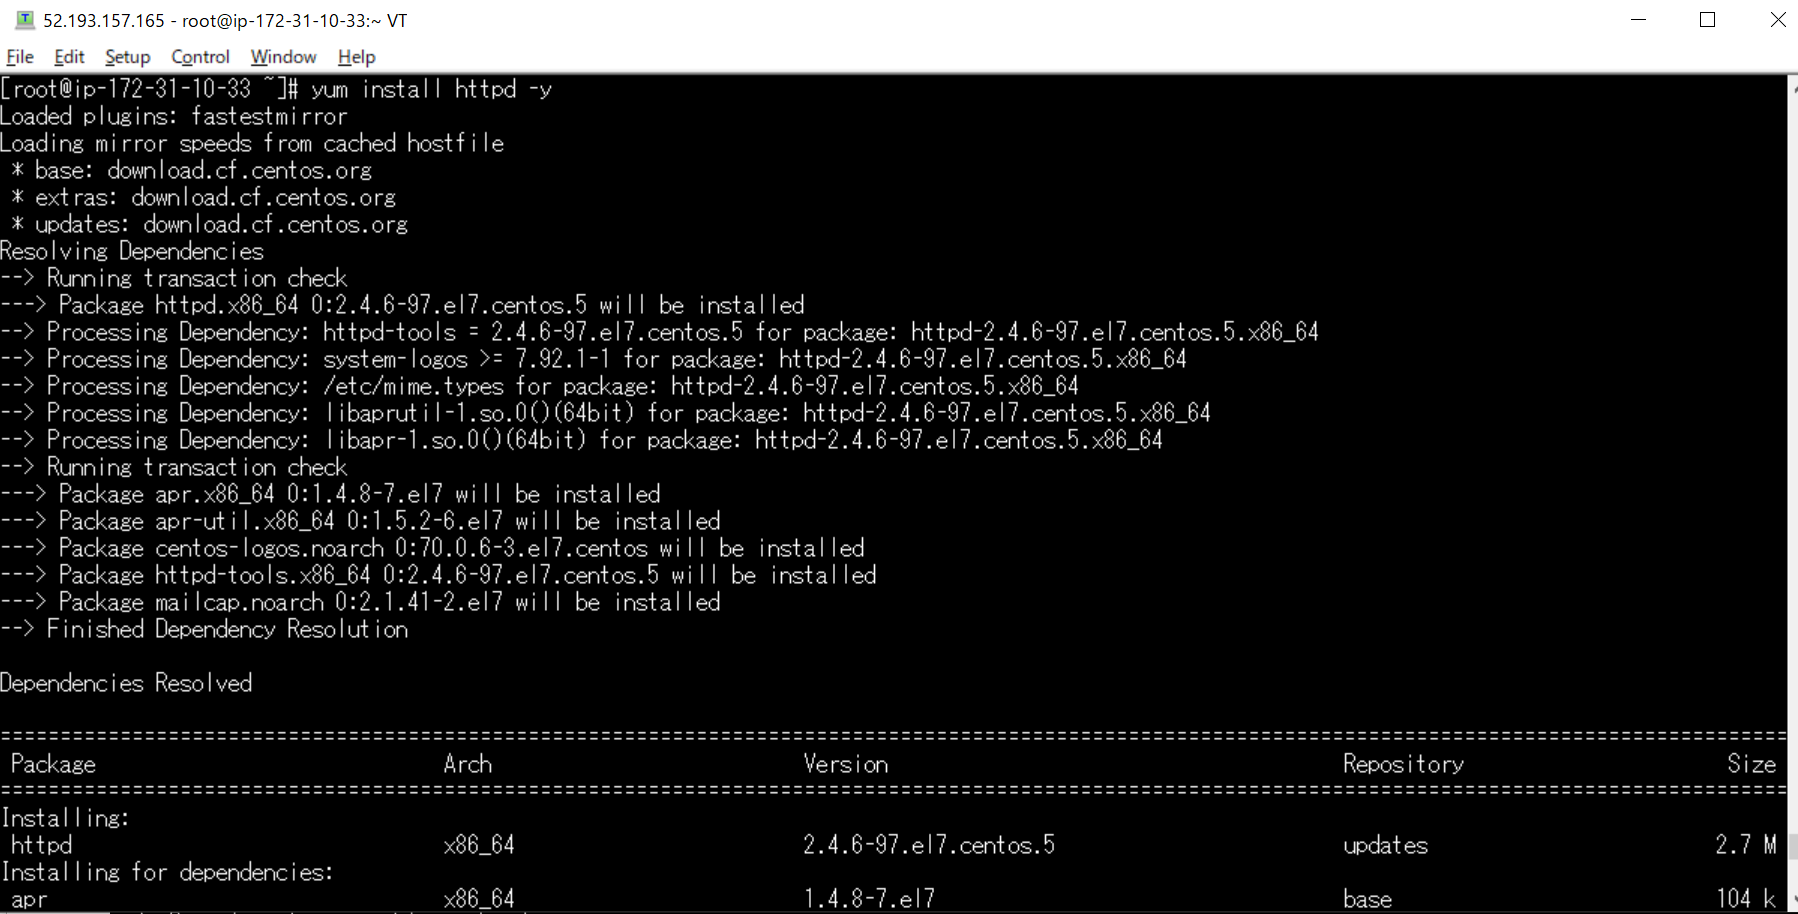 52.193.157.165 - root@ip-172-31-10-33:~ VT
File Edit Setup Control Window Help
[root@ip-172-31-10-33 ~]# yum install httpd -y
Loaded plugins: fastestmirror
Loading mirror speeds from cached hostfile
 * base: download.cf.centos.org
 * extras: download.cf.centos.org
 * updates: download.cf.centos.org
Resolving Dependencies
--> Running transaction check
---> Package httpd.x86_64 0:2.4.6-97.el7.centos.5 will be installed
--> Processing Dependency: httpd-tools = 2.4.6-97.el7.centos.5 for package: httpd-2.4.6-97.el7.centos.5.x86_64
--> Processing Dependency: system-logos >= 7.92.1-1 for package: httpd-2.4.6-97.el7.centos.5.x86_64
--> Processing Dependency: /etc/mime.types for package: httpd-2.4.6-97.el7.centos.5.x86_64
--> Processing Dependency: libaprutil-1.so.0()(64bit) for package: httpd-2.4.6-97.el7.centos.5.x86_64
--> Processing Dependency: libapr-1.so.0()(64bit) for package: httpd-2.4.6-97.el7.centos.5.x86_64
--> Running transaction check
---> Package apr.x86_64 0:1.4.8-7.el7 will be installed
---> Package apr-util.x86_64 0:1.5.2-6.el7 will be installed
---> Package centos-logos.noarch 0:70.0.6-3.el7.centos will be installed
---> Package httpd-tools.x86_64 0:2.4.6-97.el7.centos.5 will be installed
---> Package mailcap.noarch 0:2.1.41-2.el7 will be installed
--> Finished Dependency Resolution
Dependencies Resolved
Package Arch Version Repository Size
Installing:
 httpd x86_64 2.4.6-97.el7.centos.5 updates 2.7 M
Installing for dependencies:
 apr x86_64 1.4.8-7.el7 base 104 k